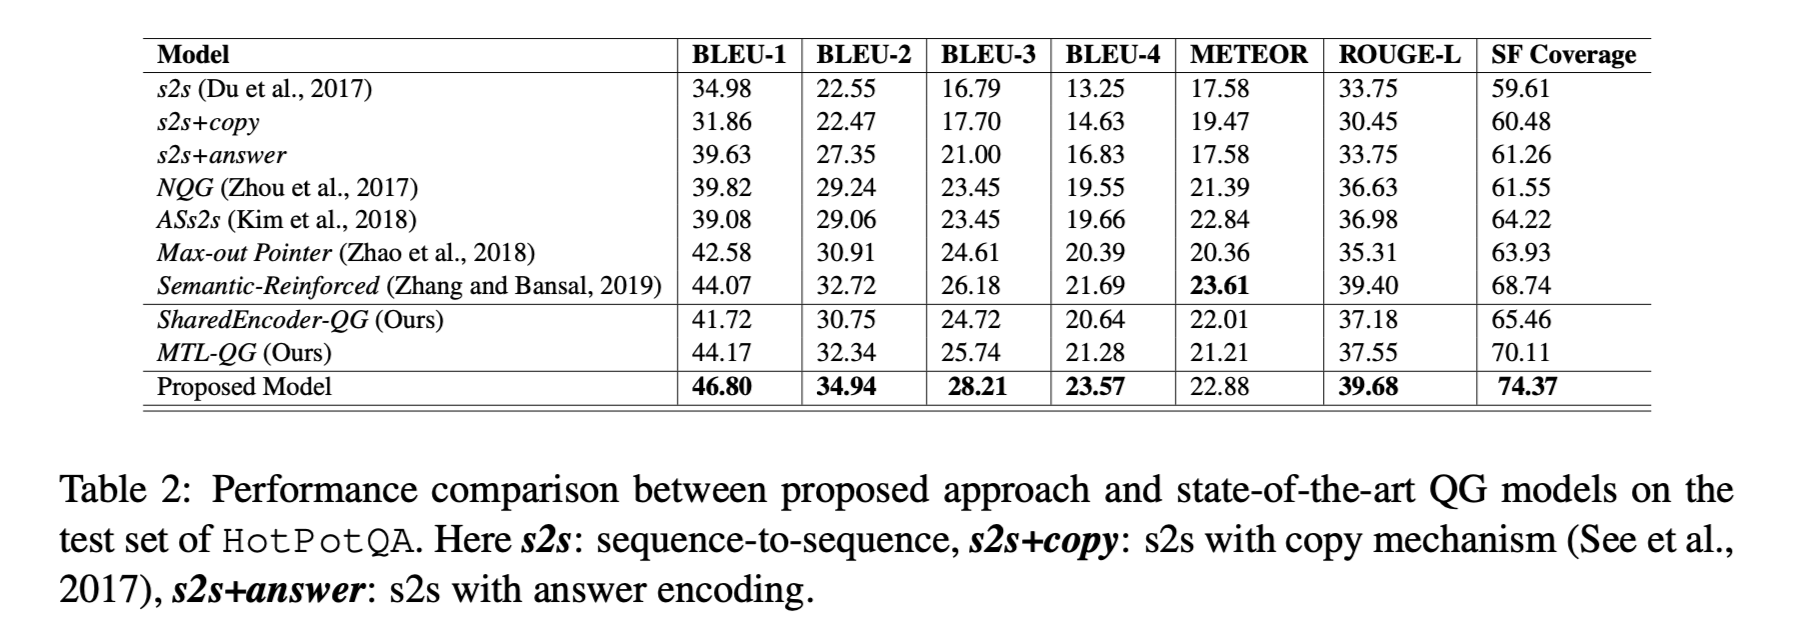 Model BLEU-1 BLEU-2 BLEU-3 BLEU-4 METEOR ROUGE-L SF Coverage
s2s (Du et al., 2017) 34.98 22.55 16.79 13.25 17.58 33.75 59.61
s2s+copy 31.86 22.47 17.70 14.63 19.47 30.45 60.48
s2s+answer 39.63 27.35 21.00 16.83 17.58 33.75 61.26
NQG (Zhou et al., 2017) 39.82 29.24 23.45 19.55 21.39 36.63 61.55
ASs2s (Kim et al., 2018) 39.08 29.06 23.45 19.66 22.84 36.98 64.22
Max-out Pointer (Zhao et al., 2018) 42.58 30.91 24.61 20.39 20.36 35.31 63.93
Semantic-Reinforced (Zhang and Bansal, 2019) 44.07 32.72 26.18 21.69 23.61 39.40 68.74
SharedEncoder-QG (Ours) 41.72 30.75 24.72 20.64 22.01 37.18 65.46
MTL-QG (Ours) 44.17 32.34 25.74 21.28 21.21 37.55 70.11
Proposed Model 46.80 34.94 28.21 23.57 22.88 39.68 74.37
Table 2: Performance comparison between proposed approach and state-of-the-art QG models on the
test set of HotPotQA. Here s2s: sequence-to-sequence, s2s+copy: s2s with copy mechanism (See et al.,
2017), s2s+answer: s2s with answer encoding.